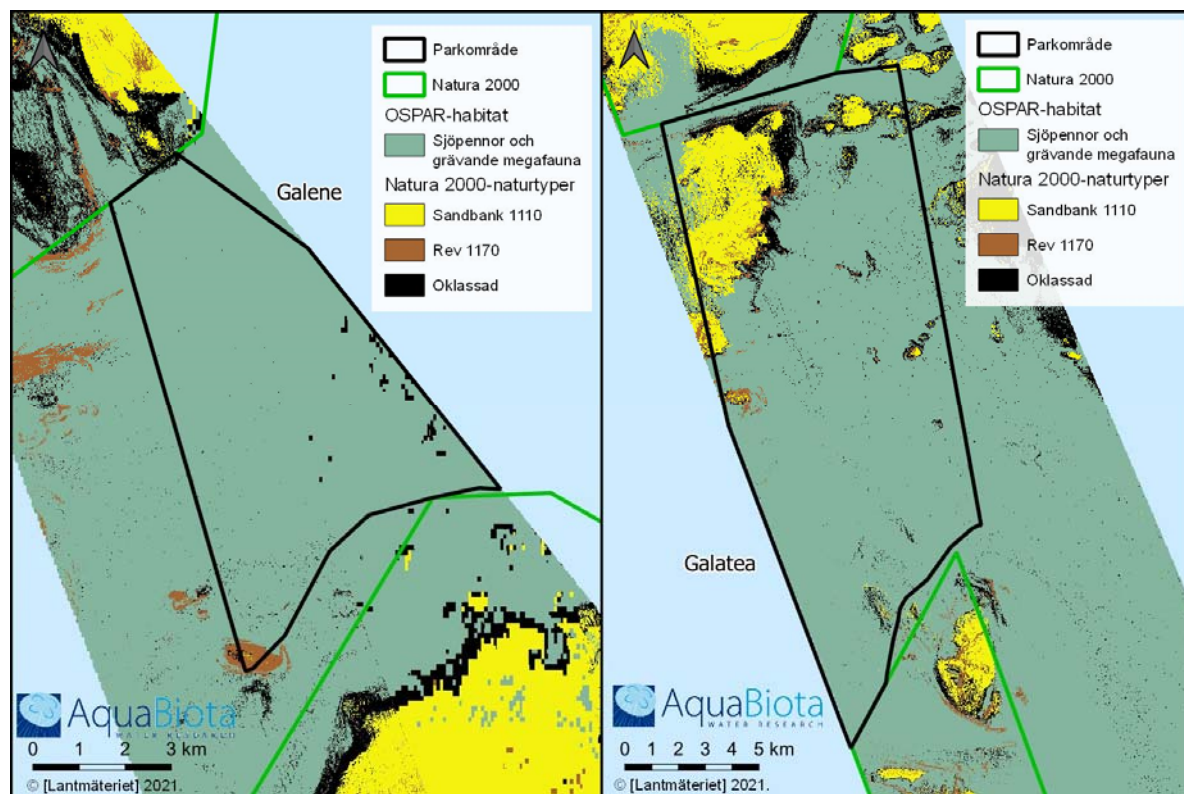 N
Galene
Parkområde
Natura 2000
OSPAR-habitat
Sjöpennor och
grävande megafauna
Natura 2000-naturtyper
Sandbank 1110
Rev 1170
Oklassad
AquaBiota
WATER RESEARCH
0 1 2 3 km
© [Lantmäteriet] 2021.
N
Parkområde
Natura 2000
OSPAR-habitat
Sjöpennor och
grävande megafauna
Natura 2000-naturtyper
Sandbank 1110
Rev 1170
Oklassad
Galatea
AquaBiota
WATER RESEARCH
0 1 2 3 4 5 km
© [Lantmäteriet] 2021.